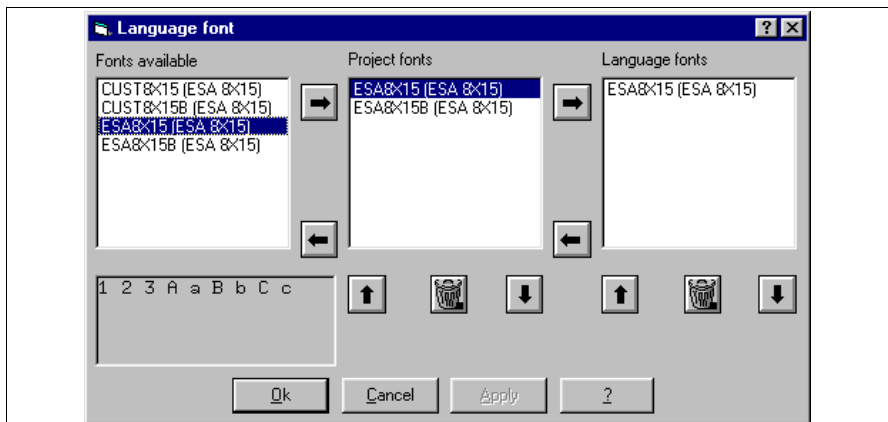 Language font
Fonts available
CUST8X15 (ESA 8X15)
CUST8X15B (ESA 8X15)
ESA8X15 (ESA 8X15)
ESA8X15B (ESA 8X15)
Project fonts
ESA8X15 (ESA 8X15)
ESA8X15B (ESA 8X15)
Language fonts
ESA8X15 (ESA 8X15)
1 2 3 A a B b C c
Ok
Cancel
Apply
?